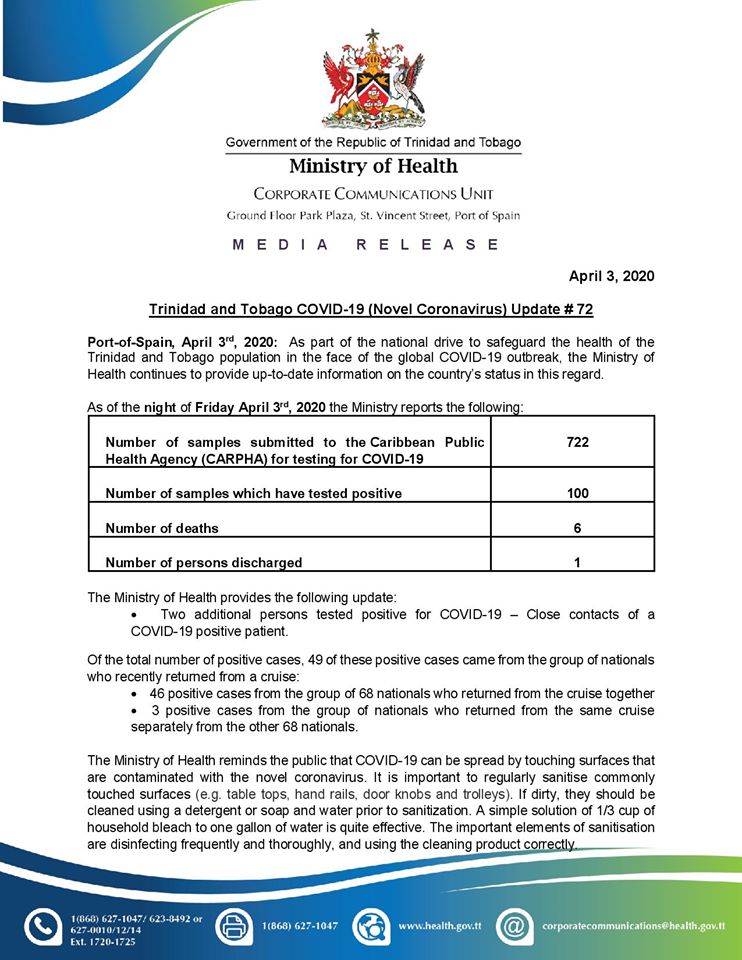 Government of the Republic of Trinidad and Tobago
Ministry of Health
CORPORATE COMMUNICATIONS UNIT
Ground Floor Park Plaza, St. Vincent Street, Port of Spain
MEDIA RELEASE
April 3, 2020
Trinidad and Tobago COVID-19 (Novel Coronavirus) Update # 72
Port-of-Spain, April 3rd, 2020: As part of the national drive to safeguard the health of the
Trinidad and Tobago population in the face of the global COVID-19 outbreak, the Ministry of
Health continues to provide up-to-date information on the country's status in this regard.
As of the night of Friday April 3rd, 2020 the Ministry reports the following:
Number of samples submitted to the Caribbean Public 722
Health Agency (CARPHA) for testing for COVID-19
Number of samples which have tested positive 100
Number of deaths 6
Number of persons discharged 1
The Ministry of Health provides the following update:
• Two additional persons tested positive for COVID-19 – Close contacts of a
COVID-19 positive patient.
Of the total number of positive cases, 49 of these positive cases came from the group of nationals
who recently returned from a cruise:
• 46 positive cases from the group of 68 nationals who returned from the cruise together
• 3 positive cases from the group of nationals who returned from the same cruise
separately from the other 68 nationals.
The Ministry of Health reminds the public that COVID-19 can be spread by touching surfaces that
are contaminated with the novel coronavirus. It is important to regularly sanitise commonly
touched surfaces (e.g. table tops, hand rails, door knobs and trolleys). If dirty, they should be
cleaned using a detergent or soap and water prior to sanitization. A simple solution of 1/3 cup of
household bleach to one gallon of water is quite effective. The important elements of sanitisation
are disinfecting frequently and thoroughly, and using the cleaning product correctly.
1(868) 627-1047/ 623-8492 or
627-0010/12/14
Ext. 1720-1725
1(868) 627-1047
www.health.gov.tt
@
corporatecommunications@health.gov.tt